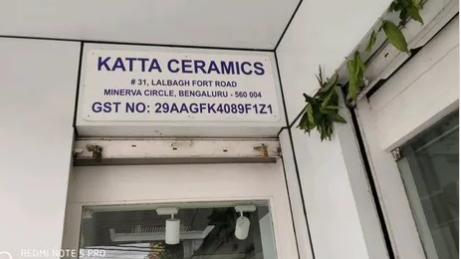 KATTA CERAMICS
# 31, LALBAGH FORT ROAD
MINERVA CIRCLE, BENGALURU - 560 004
GST NO: 29AAGFK4089F1Z1
REDMI NOTE 5 PRO